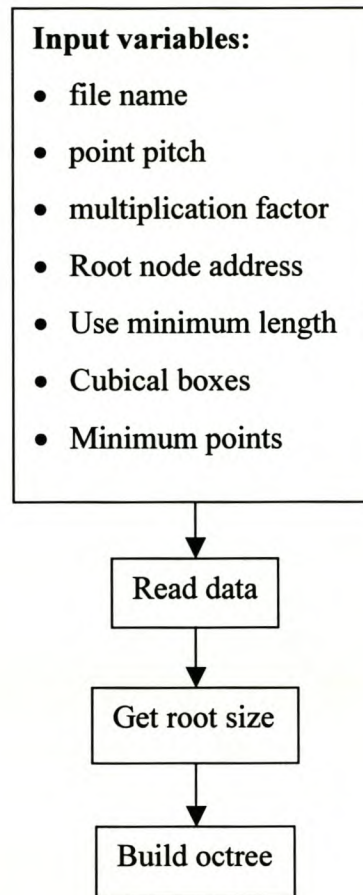 Input variables:
• file name
• point pitch
• multiplication factor
• Root node address
• Use minimum length
• Cubical boxes
• Minimum points
Read data
Get root size
Build octree